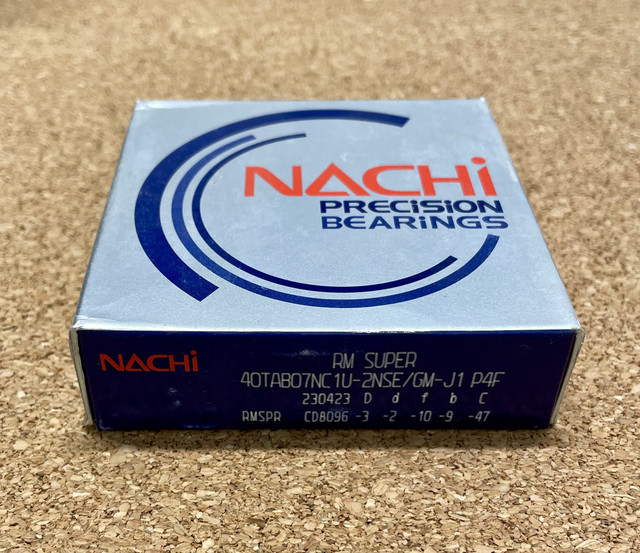 NACHi
PRECiSiON
BEARiNGS
NACHi
RM SUPER
40TAB07NC1U-2NSE/GM-J1 P4F
230423 D d f b C
RMSPR CD8096 -3 -2 -10 -9 -47